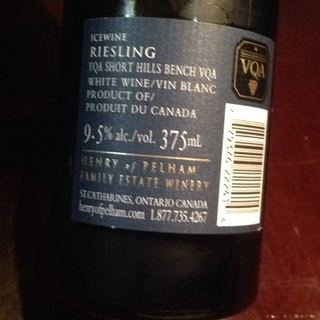 ICEWINE
RIESLING
VQA SHORT HILLS BENCH VQA
WHITE WINE/VIN BLANC
PRODUCT OF/
PRODUIT DU CANADA
9.5% alc./vol. 375mL
HENRY of PELHAM
FAMILY ESTATE WINERY
ST. CATHARINES, ONTARIO CANADA
henryofpelham.com 1.877.735.4267
VQA